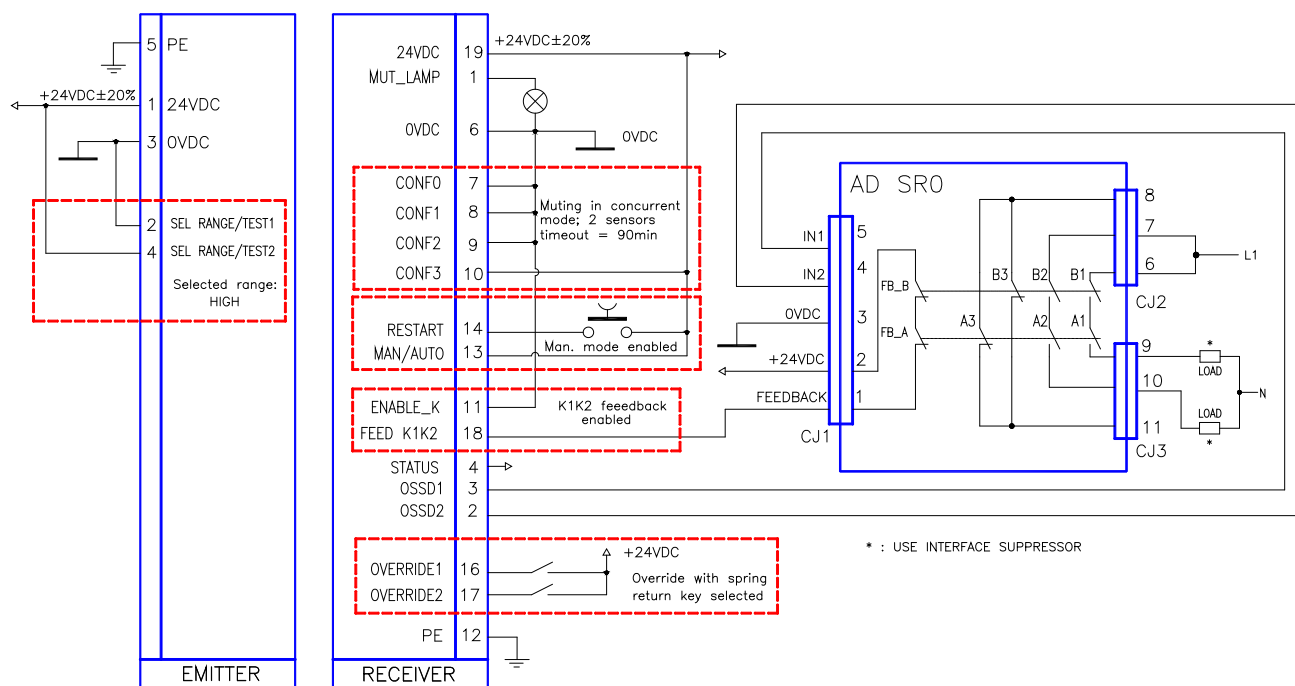 5 PE
+24VDC±20%
1 24VDC
3 0VDC
2 SEL RANGE/TEST1
4 SEL RANGE/TEST2
Selected range:
HIGH
EMITTER
24VDC 19 +24VDC±20%
MUT_LAMP 1
0VDC 6 0VDC
CONF0 7
CONF1 8
CONF2 9
CONF3 10
Muting in concurrent
mode; 2 sensors
timeout = 90min
RESTART 14
MAN/AUTO 13
Man. mode enabled
ENABLE_K 11
FEED K1K2 18
K1K2 feeedback
enabled
STATUS 4
OSSD1 3
OSSD2 2
+24VDC
OVERRIDE1 16
OVERRIDE2 17
Override with spring
return key selected
PE 12
RECEIVER
AD SR0
IN1 5
IN2 4
0VDC 3
+24VDC 2
FEEDBACK 1
CJ1
FB_B
FB_A
B3 B2 B1
A3 A2 A1
8
7
6
L1
CJ2
9
10
11
CJ3
*
LOAD
N
LOAD
*
* : USE INTERFACE SUPPRESSOR